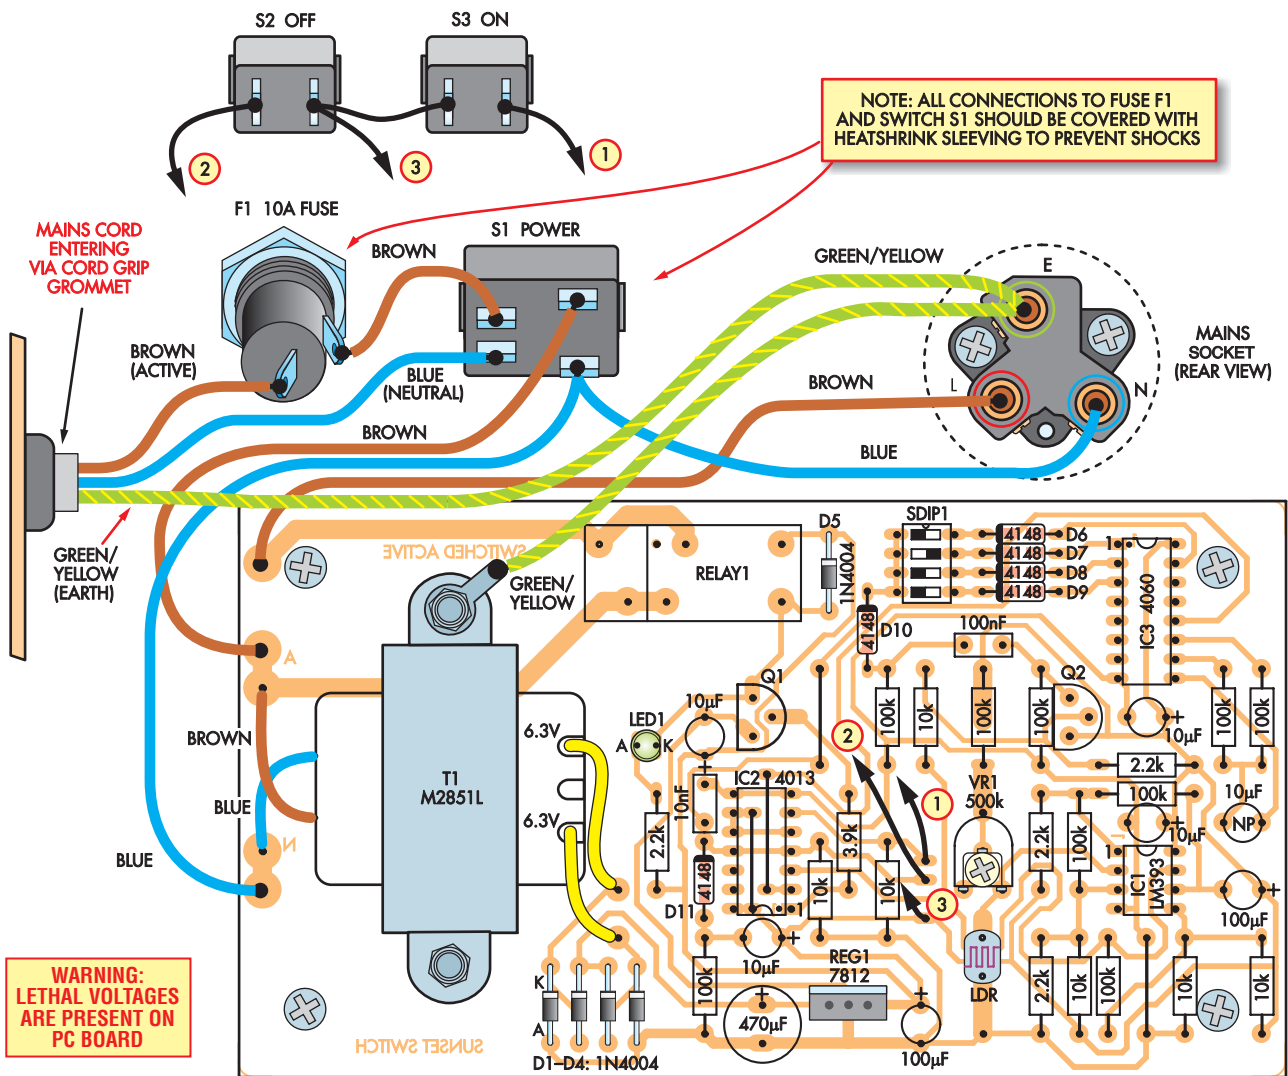 S2 OFF
S3 ON
2
3
1
NOTE: ALL CONNECTIONS TO FUSE F1
AND SWITCH S1 SHOULD BE COVERED WITH
HEATSHRINK SLEEVING TO PREVENT SHOCKS
F1 10A FUSE
MAINS CORD
ENTERING
VIA CORD GRIP
GROMMET
BROWN
S1 POWER
GREEN/YELLOW
E
L
N
MAINS
SOCKET
(REAR VIEW)
BROWN
(ACTIVE)
BLUE
(NEUTRAL)
BROWN
BROWN
BLUE
GREEN/
YELLOW
(EARTH)
SWITCHED ACTIVE
GREEN/
YELLOW
RELAY1
D5
1N4004
SDIP1
4148
D6
4148
D7
4148
D8
4148
D9
1
IC3 4060
4148
D10
100nF
A
Q1
Q2
10µF
LED1
A
K
100k
10k
100k
100k
10µF
100k
100k
BROWN
BLUE
BLUE
N
T1
M2851L
6.3V
6.3V
2
1
3
IC2 4013
1
10nF
2.2k
VR1
500k
2.2k
100k
10µF
10µF
NP
2.2k
3.9k
10k
10k
2.2k
100k
1
1
IC1
LM393
4148
D11
10µF
100µF
100k
REG1
7812
LDR
2.2k
10k
100k
10k
10k
K
A
470µF
100µF
D1–D4: 1N4004
SUNSET SWITCH
WARNING:
LETHAL VOLTAGES
ARE PRESENT ON
PC BOARD